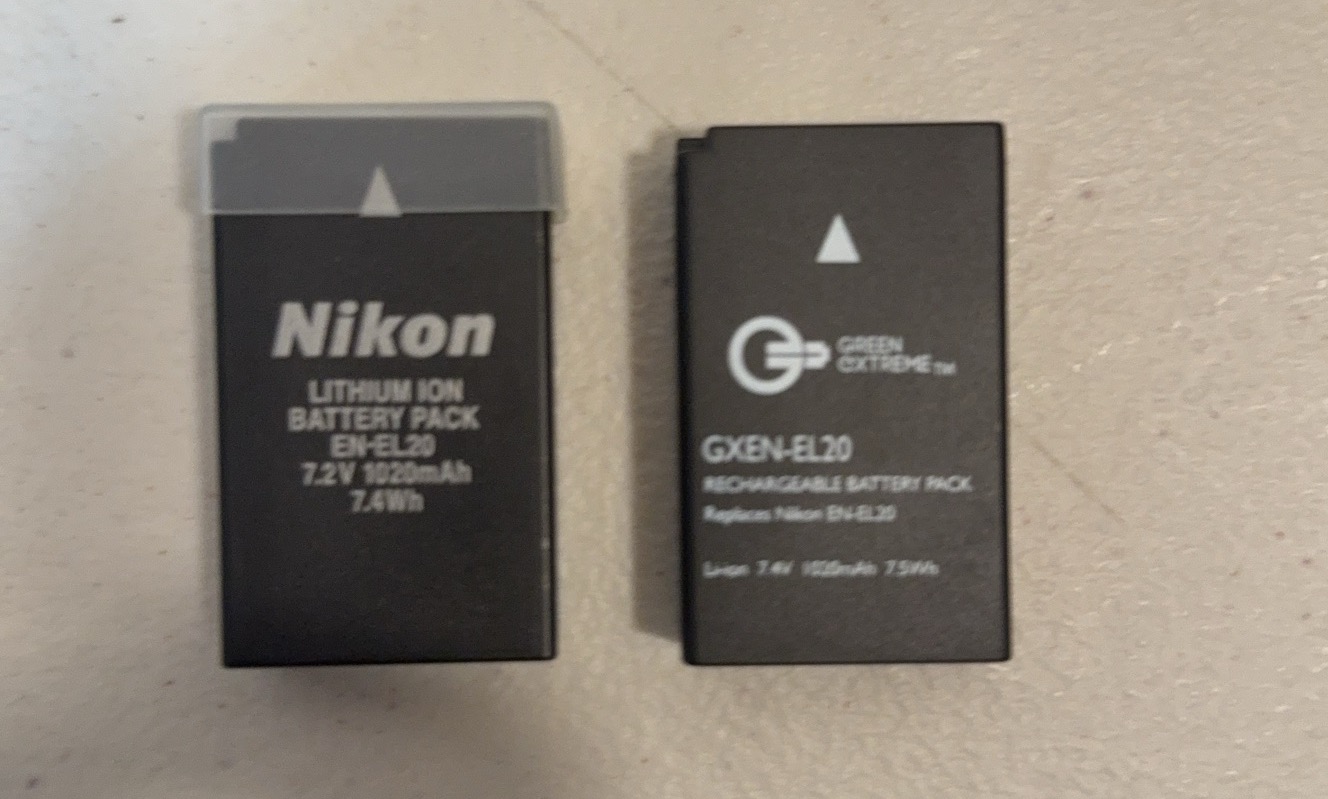 Nikon
LITHIUM ION
BATTERY PACK
EN-EL20
7.2V 1020mAh
7.4Wh
GREEN
EXTREME™
GXEN-EL20
RECHARGEABLE BATTERY PACK
Replaces Nikon EN-EL20
Li-ion 7.4V 1020mAh 7.5Wh